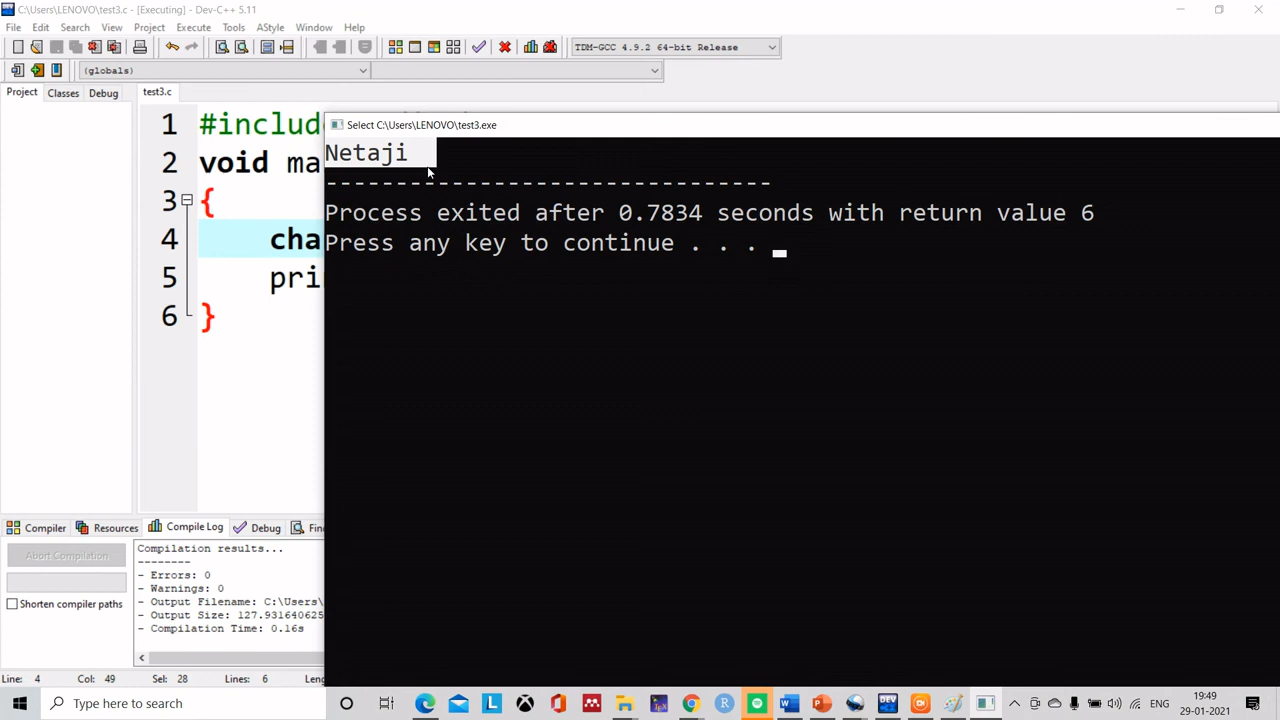 C:\Users\LENOVO\test3.c - [Executing] - Dev-C++ 5.11
File Edit Search View Project Execute Tools AStyle Window Help
TDM-GCC 4.9.2 64-bit Release
(globals)
Project Classes Debug test3.c
1 #includ
2 void ma
3 {
4 cha
5 pri
6 }
Select C:\Users\LENOVO\test3.exe
Netaji
--------------------------------
Process exited after 0.7834 seconds with return value 6
Press any key to continue . . .
Compiler Resources Compile Log Debug Fin
Abort Compilation
Shorten compiler paths
Compilation results...
--------
- Errors: 0
- Warnings: 0
- Output Filename: C:\Users\
- Output Size: 127.931640625
- Compilation Time: 0.16s
Line: 4 Col: 49 Sel: 28 Lines: 6 Leng
Type here to search
ENG
19:49
29-01-2021